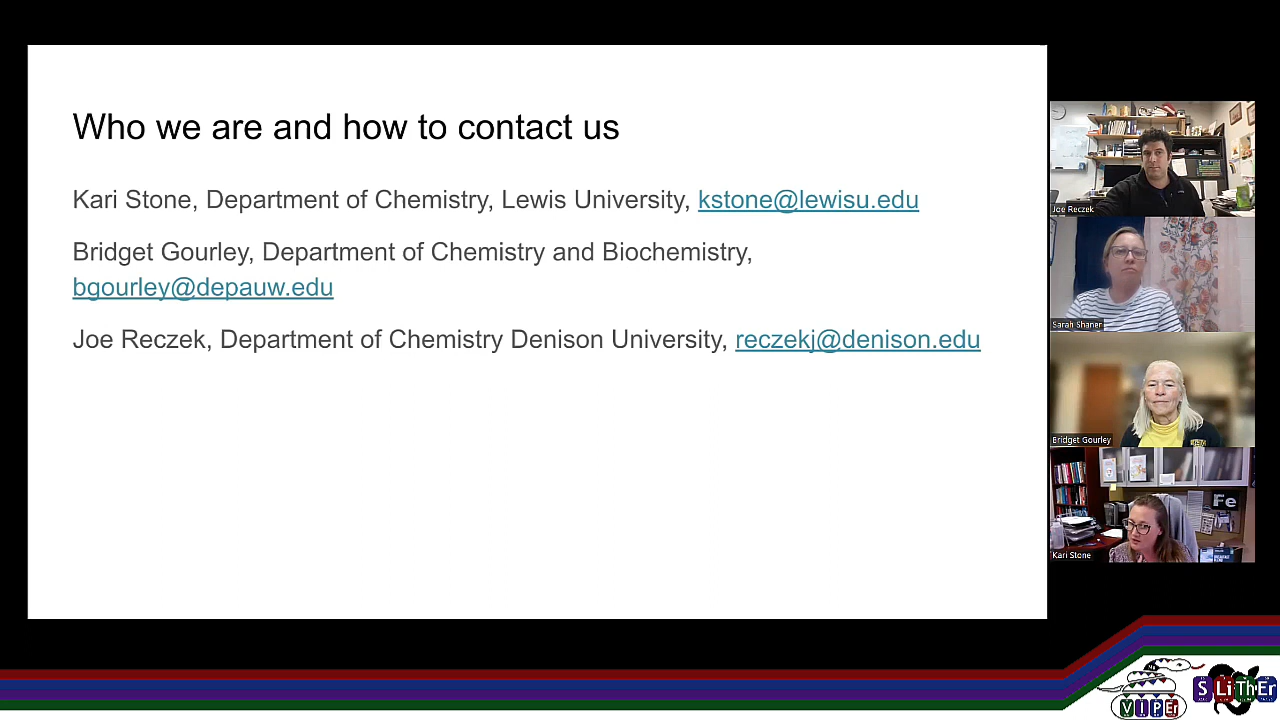 Who we are and how to contact us
Kari Stone, Department of Chemistry, Lewis University, kstone@lewisu.edu
Bridget Gourley, Department of Chemistry and Biochemistry,
bgourley@depauw.edu
Joe Reczek, Department of Chemistry Denison University, reczekj@denison.edu
Joe Reczek
Sarah Shaner
Bridget Gourley
Fe
Kari Stone
VIPEr
SLiThEr